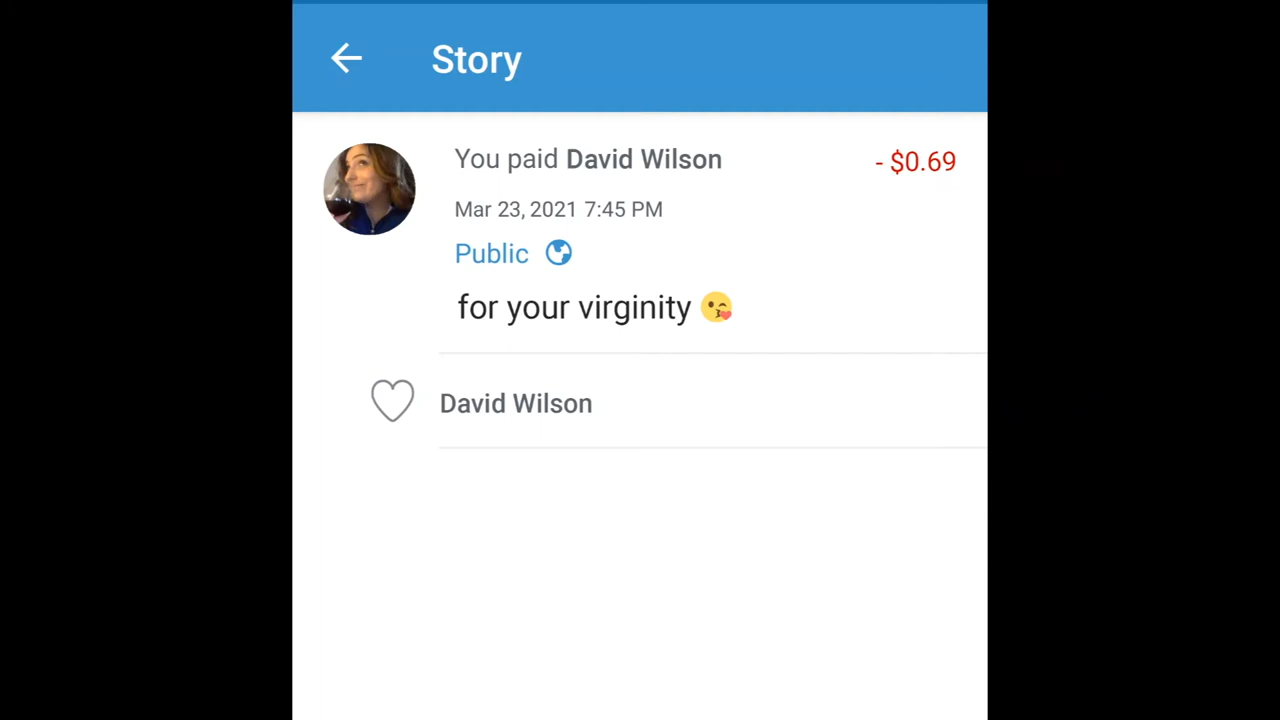 Story
You paid David Wilson
- $0.69
Mar 23, 2021 7:45 PM
Public
for your virginity 😘
David Wilson